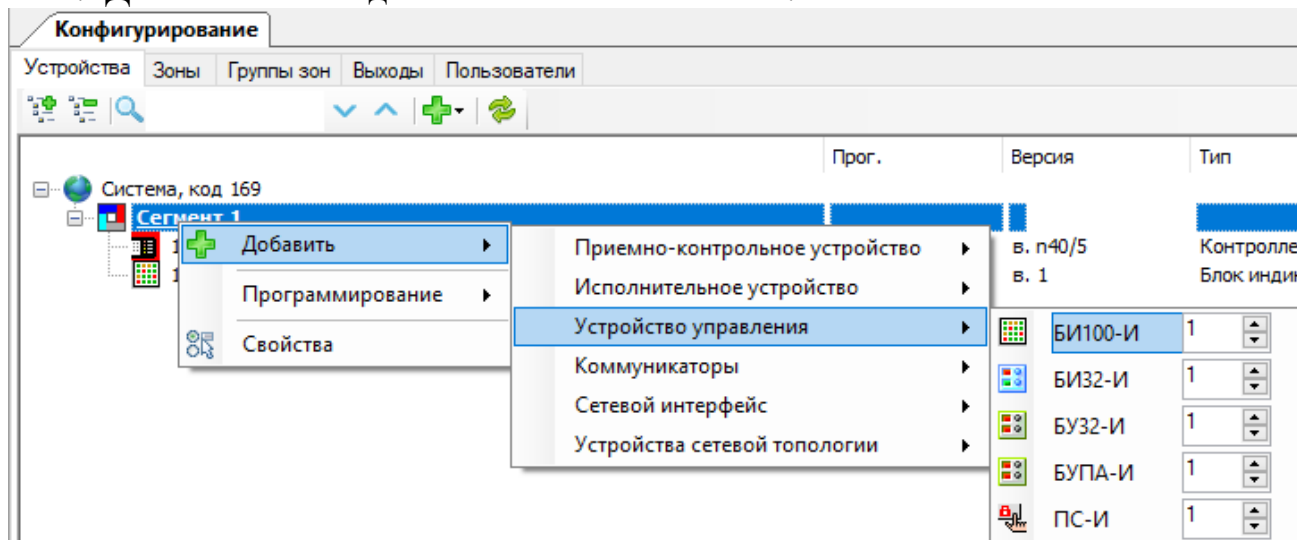 Конфигурирование
Устройства Зоны Группы зон Выходы Пользователи
Прог. Версия Тип
Система, код 169
Сегмент 1
Добавить Приемно-контрольное устройство в. n40/5
Программирование Исполнительное устройство в. 1
Свойства Устройство управления БИ100-И 1
Коммуникаторы БИ32-И 1
Сетевой интерфейс БУ32-И 1
Устройства сетевой топологии БУПА-И 1
ПС-И 1